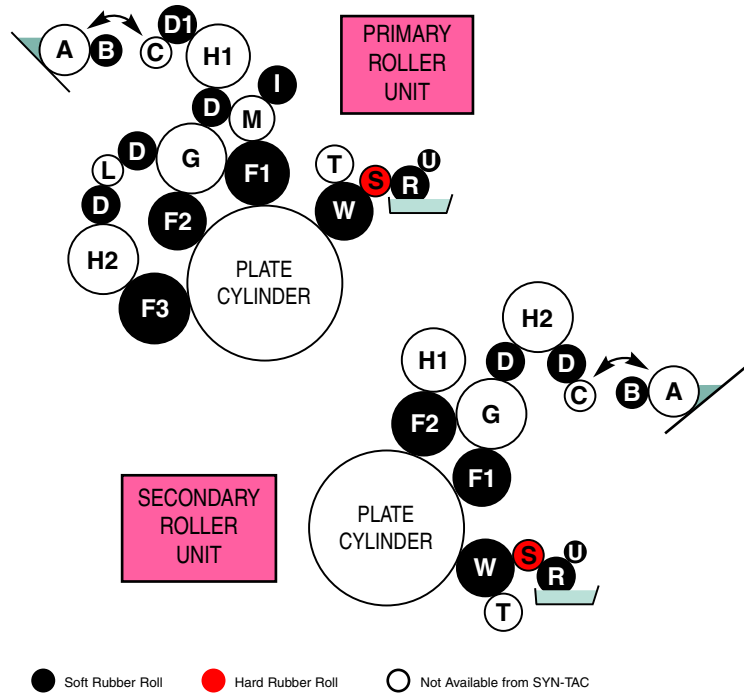 A
B
C
D1
H1
PRIMARY
ROLLER
UNIT
I
D
M
D
G
F1
T
S
R
U
L
D
F2
W
H2
F3
PLATE
CYLINDER
H2
H1
D
D
C
B
A
F2
G
F1
SECONDARY
ROLLER
UNIT
PLATE
CYLINDER
W
S
R
U
T
Soft Rubber Roll
Hard Rubber Roll
Not Available from SYN-TAC